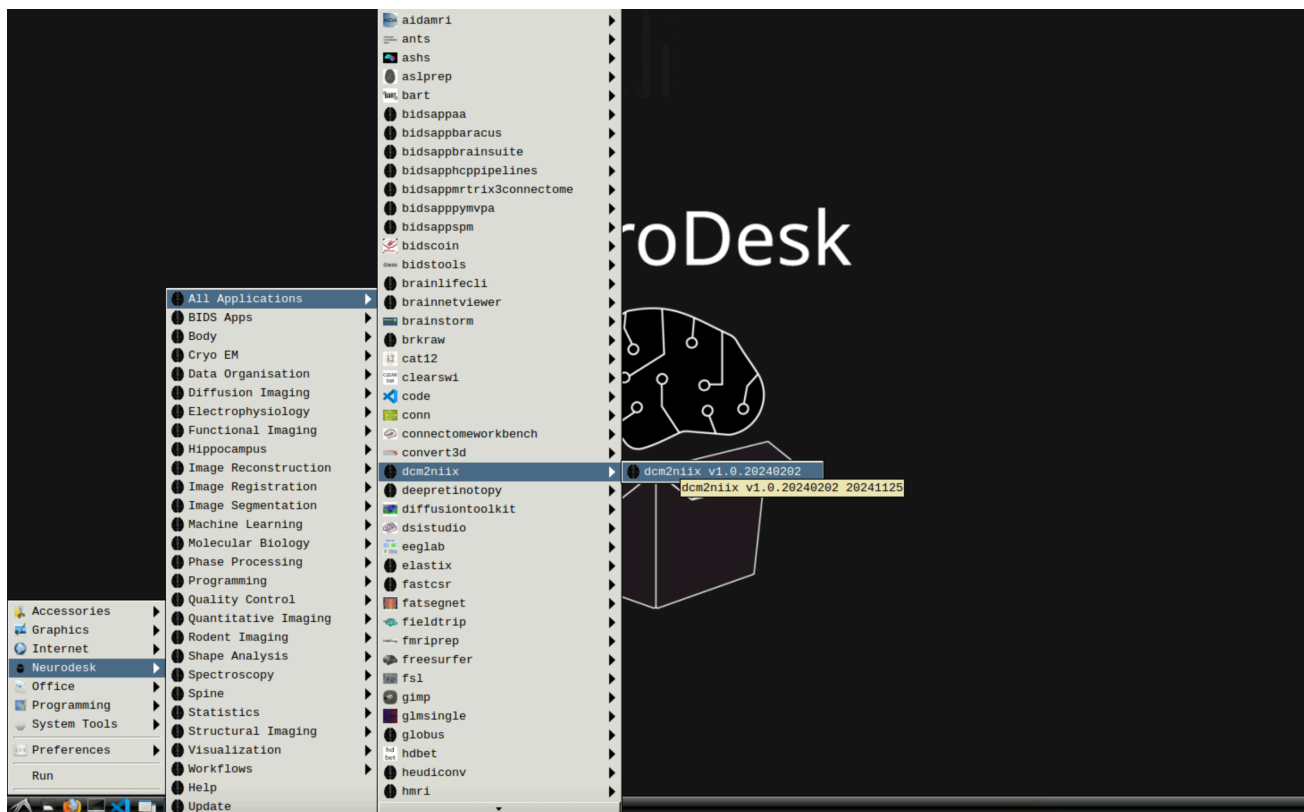 Accessories
Graphics
Internet
Neurodesk
Office
Programming
System Tools
Preferences
Run
All Applications
BIDS Apps
Body
Cryo EM
Data Organisation
Diffusion Imaging
Electrophysiology
Functional Imaging
Hippocampus
Image Reconstruction
Image Registration
Image Segmentation
Machine Learning
Molecular Biology
Phase Processing
Programming
Quality Control
Quantitative Imaging
Rodent Imaging
Shape Analysis
Spectroscopy
Spine
Statistics
Structural Imaging
Visualization
Workflows
Help
Update
aidamri
ants
ashs
aslprep
bart
bidsappaa
bidsappbaracus
bidsappbrainsuite
bidsapphcppipelines
bidsappmrtrix3connectome
bidsapppymvpa
bidsappspm
bidscoin
bidstools
brainlifecli
brainnetviewer
brainstorm
brkraw
cat12
clearswi
code
conn
connectomeworkbench
convert3d
dcm2niix
deepretinotopy
diffusiontoolkit
dsistudio
eeglab
elastix
fastcsr
fatsegnet
fieldtrip
fmriprep
freesurfer
fsl
gimp
glmsingle
globus
hdbet
heudiconv
hmri
dcm2niix v1.0.20240202
dcm2niix v1.0.20240202 20241125
roDesk